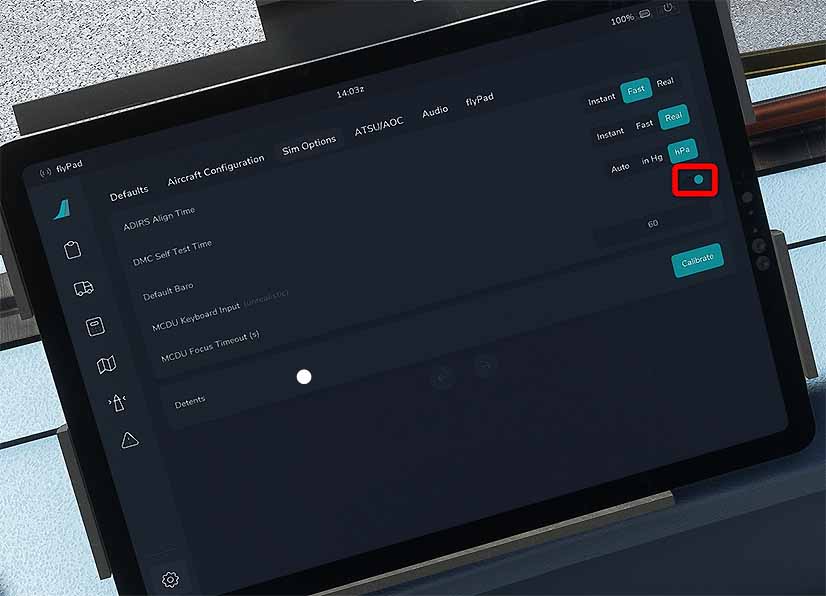 100%
14:03z
flyPad
Defaults Aircraft Configuration Sim Options ATSU/AOC Audio flyPad
ADIRS Align Time Instant Fast Real
DMC Self Test Time Instant Fast Real
Default Baro Auto in Hg hPa
MCDU Keyboard Input (unrealistic)
MCDU Focus Timeout (s) 60
Detents Calibrate